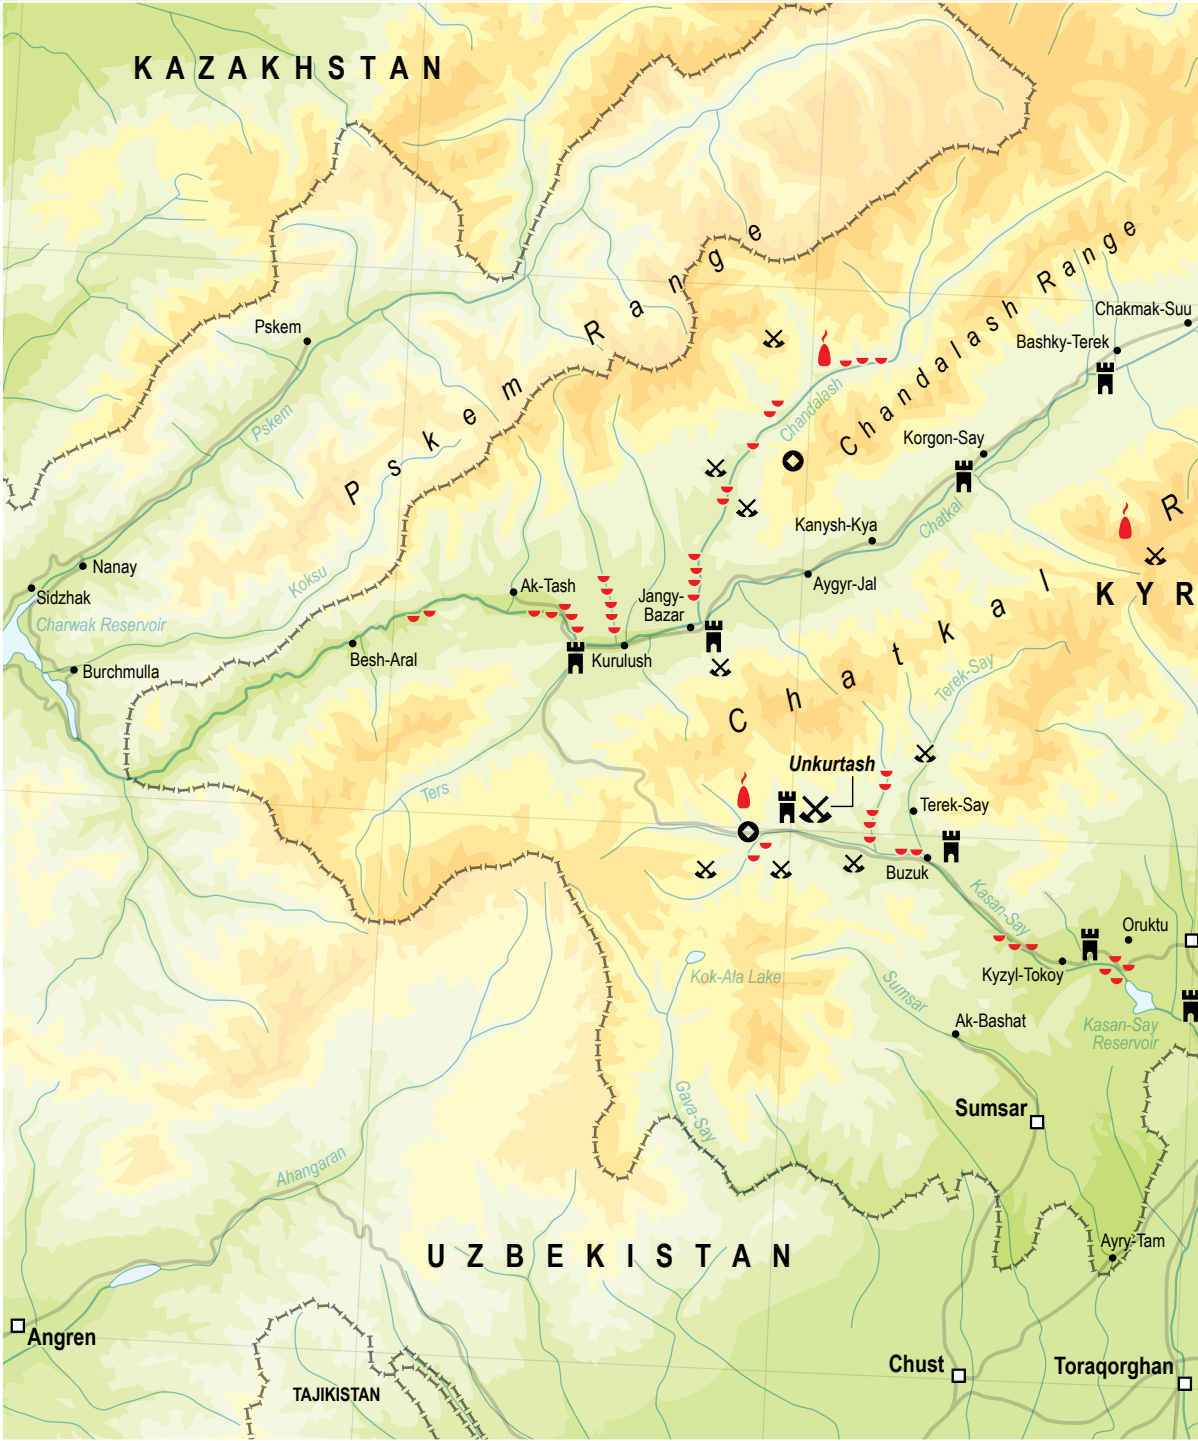 KAZAKHSTAN
Pskem Range
Chakmak-Suu
Pskem
Bashky-Terek
Chandalash Range
Chandalash
Pskem
Korgon-Say
R
Chatkal
Kanysh-Kya
Nanay
Koksu
Ak-Tash
Aygyr-Jal
Sidzhak
Jangy-
Bazar
KYR
Charwak Reservoir
Besh-Aral
Kurulush
Burchmulla
Chatkal
Terek-Say
Unkurtash
Ters
Terek-Say
Buzuk
Kasan-Say
Oruktu
Kok-Ala Lake
Kyzyl-Tokoy
Sumsar
Ak-Bashat
Kasan-Say
Reservoir
Gava-Say
Sumsar
Ahangaran
UZBEKISTAN
Ayry-Tam
Angren
Chust
Toraqorghan
TAJIKISTAN